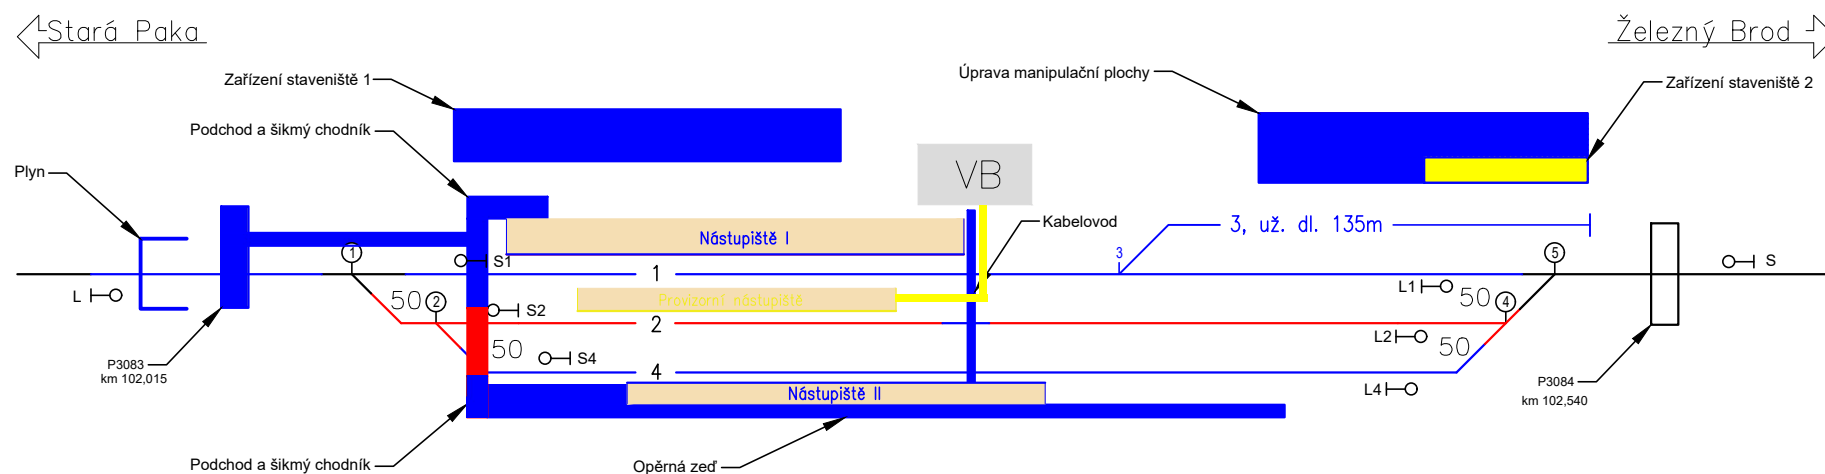 Stará Paka
Železný Brod
Zařízení staveniště 1
Úprava manipulační plochy
Zařízení staveniště 2
Podchod a šikmý chodník
Plyn
VB
Kabelovod
3, už. dl. 135m
Nástupiště I
1
S1
1
3
5
S
L
50
2
Provizorní nástupiště
L1
50
4
S2
2
L2
50
50
S4
4
L4
P3083
km 102,015
Nástupiště II
P3084
km 102,540
Podchod a šikmý chodník
Opěrná zeď